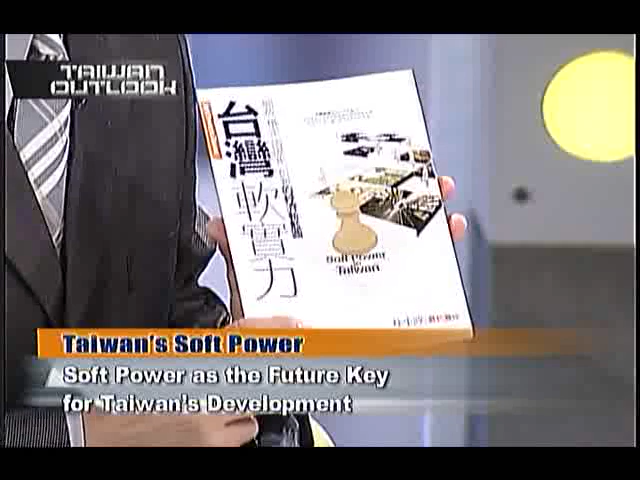 TAIWAN
OUTLOOK
台灣
軟實力
Soft Power
in
Taiwan
Taiwan's Soft Power
Soft Power as the Future Key
for Taiwan's Development